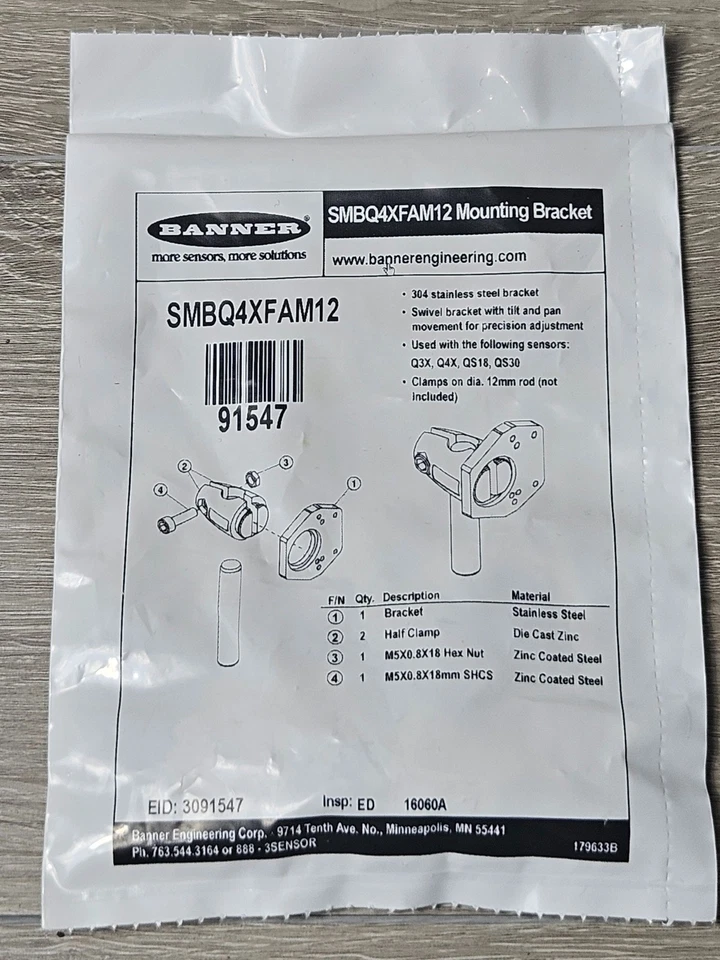 BANNER®
more sensors, more solutions
SMBQ4XFAM12 Mounting Bracket
www.bannerengineering.com
SMBQ4XFAM12
91547
• 304 stainless steel bracket
• Swivel bracket with tilt and pan
movement for precision adjustment
• Used with the following sensors:
Q3X, Q4X, QS18, QS30
• Clamps on dia. 12mm rod (not
included)
2
3
4
1
F/N Qty. Description Material
1 1 Bracket Stainless Steel
2 2 Half Clamp Die Cast Zinc
3 1 M5X0.8X18 Hex Nut Zinc Coated Steel
4 1 M5X0.8X18mm SHCS Zinc Coated Steel
EID: 3091547 Insp: ED 16060A
Banner Engineering Corp. · 9714 Tenth Ave. No., Minneapolis, MN 55441
Ph. 763.544.3164 or 888 - 3SENSOR 179633B